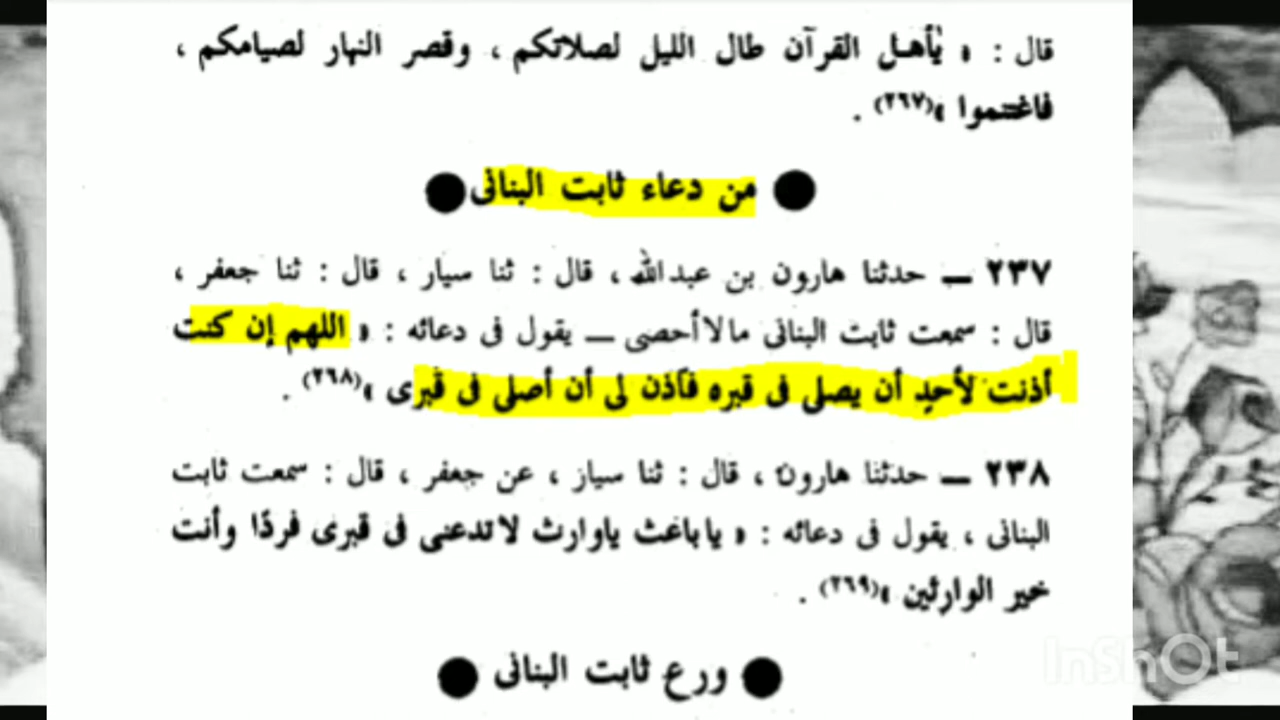 قال : « يٰأهل القرآن طال الليل لصلاتكم ، وقصر النهار لصيامكم ،
فاغتموا »(٢٦٧) .
● من دعاء ثابت البنانى ●
٢٣٧ ــ حدثنا هارون بن عبدالله ، قال : ثنا سيار ، قال : ثنا جعفر ،
قال : سمعت ثابت البنانى مالاأحصى ــ يقول فى دعائه : « اللهم إن كنت
أذنت لأحدٍ أن يصلى فى قبره فأذن لى أن أصلى فى قبرى »(٢٦٨) .
٢٣٨ ــ حدثنا هارون ، قال : ثنا سياز ، عن جعفر ، قال : سمعت ثابت
البنانى ، يقول فى دعائه : « ياباغث ياوارث لاتدعنى فى قبرى فردًا وأنت
خير الوارثين »(٢٦٩) .
● ورع ثابت البنانى ●
InShOt